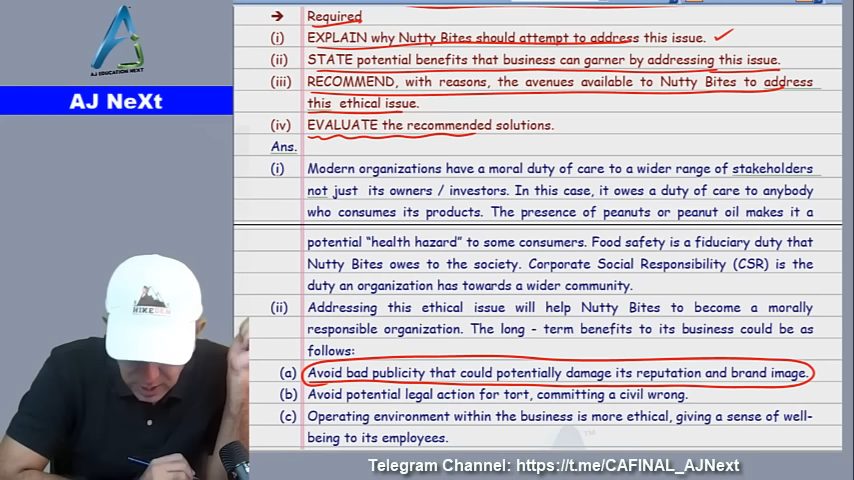 AJ EDUCATION NEXT
AJ NeXt
➔ Required
(i) EXPLAIN why Nutty Bites should attempt to address this issue.
(ii) STATE potential benefits that business can garner by addressing this issue.
(iii) RECOMMEND, with reasons, the avenues available to Nutty Bites to address
this ethical issue.
(iv) EVALUATE the recommended solutions.
Ans.
(i) Modern organizations have a moral duty of care to a wider range of stakeholders
not just its owners / investors. In this case, it owes a duty of care to anybody
who consumes its products. The presence of peanuts or peanut oil makes it a
potential “health hazard” to some consumers. Food safety is a fiduciary duty that
Nutty Bites owes to the society. Corporate Social Responsibility (CSR) is the
duty an organization has towards a wider community.
(ii) Addressing this ethical issue will help Nutty Bites to become a morally
responsible organization. The long - term benefits to its business could be as
follows:
(a) Avoid bad publicity that could potentially damage its reputation and brand image.
(b) Avoid potential legal action for tort, committing a civil wrong.
(c) Operating environment within the business is more ethical, giving a sense of well-
being to its employees.
Telegram Channel: https://t.me/CAFINAL_AJNext